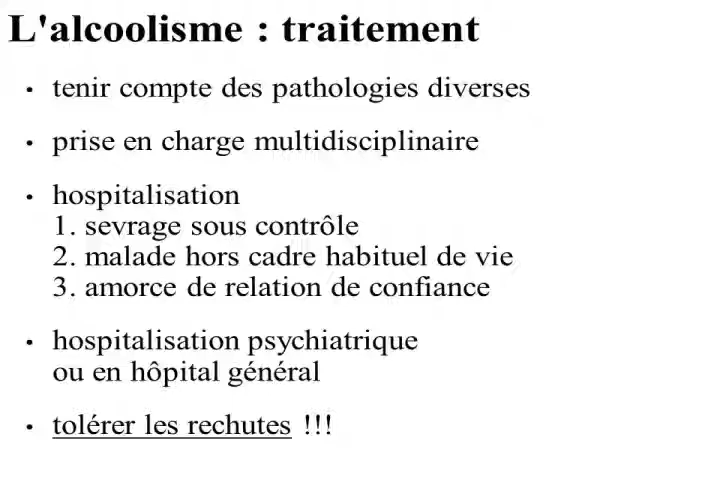 L'alcoolisme : traitement
• tenir compte des pathologies diverses
• prise en charge multidisciplinaire
• hospitalisation
1. sevrage sous contrôle
2. malade hors cadre habituel de vie
3. amorce de relation de confiance
• hospitalisation psychiatrique
ou en hôpital général
• tolérer les rechutes !!!